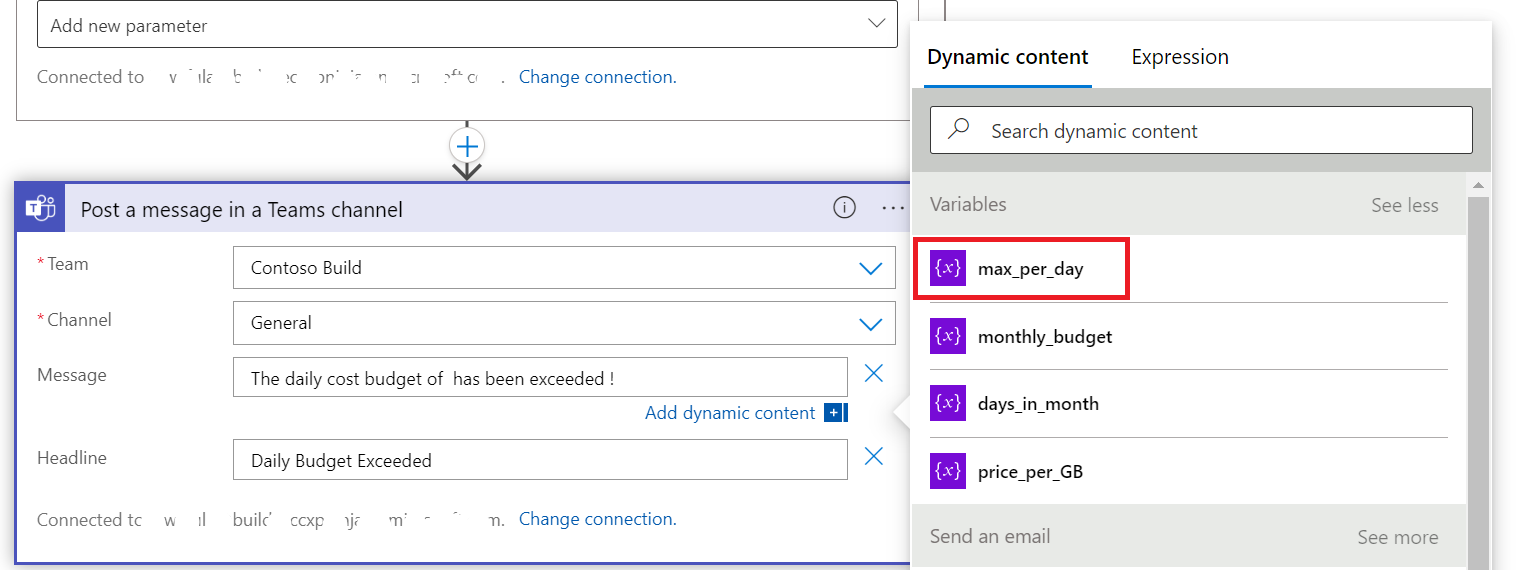 Add new parameter
Connected to
Change connection.
Post a message in a Teams channel
* Team
Contoso Build
* Channel
General
Message
The daily cost budget of  has been exceeded !
Add dynamic content
Headline
Daily Budget Exceeded
Connected to
Change connection.
Dynamic content
Expression
Search dynamic content
Variables
See less
{x} max_per_day
{x} monthly_budget
{x} days_in_month
{x} price_per_GB
Send an email
See more